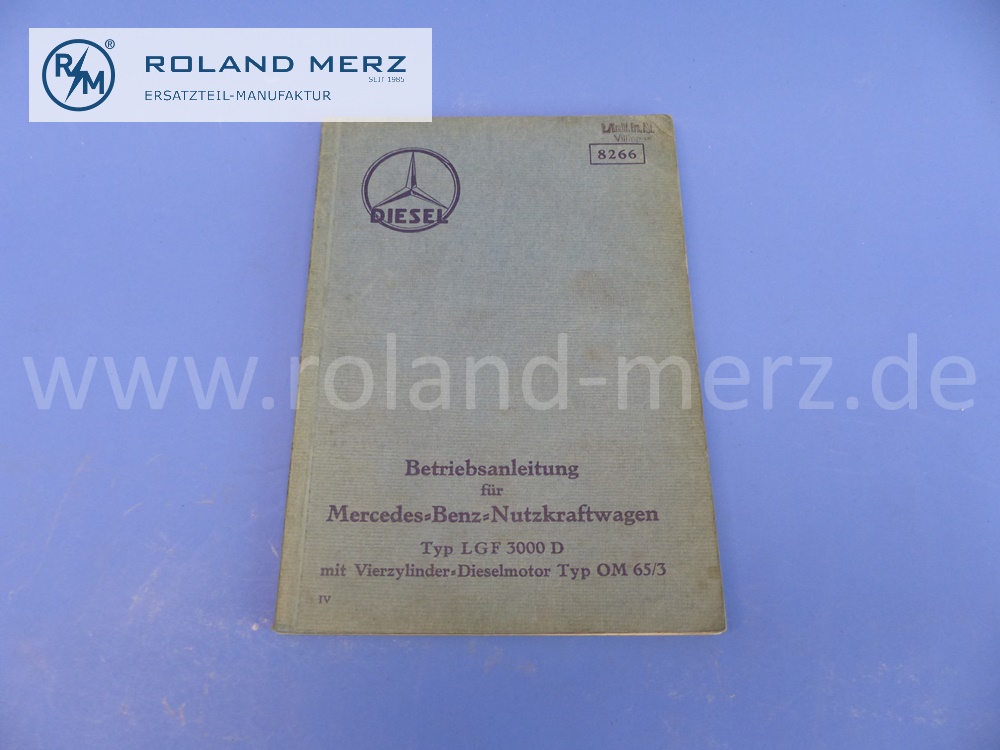 RM®
ROLAND MERZ
SEIT 1985
ERSATZTEIL-MANUFAKTUR
8266
DIESEL
www.roland-merz.de
Betriebsanleitung
für
Mercedes=Benz=Nutzkraftwagen
Typ LGF 3000 D
mit Vierzylinder=Dieselmotor Typ OM 65/3
IV